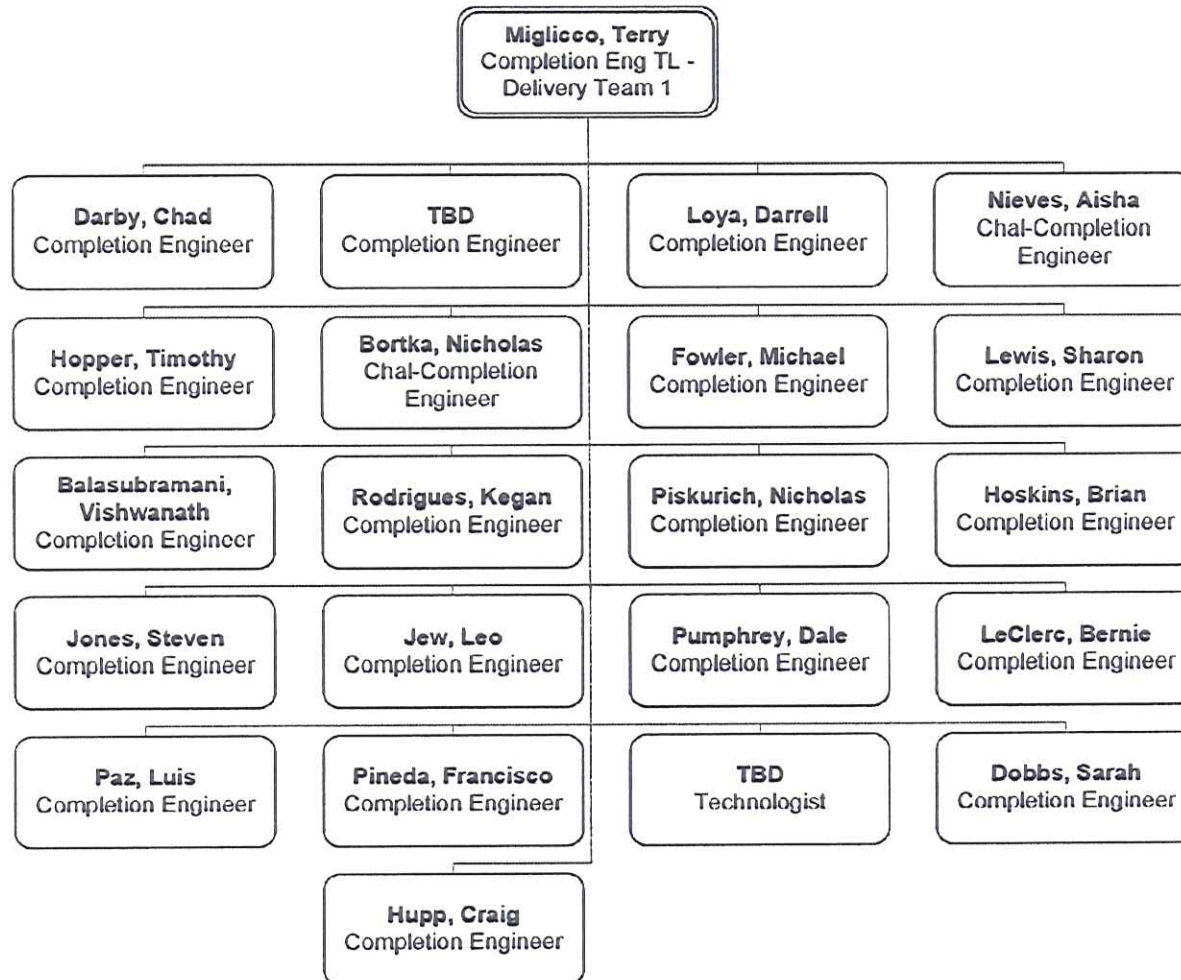 Miglicco, Terry
Completion Eng TL -
Delivery Team 1
Darby, Chad
Completion Engineer
TBD
Completion Engineer
Loya, Darrell
Completion Engineer
Nieves, Aisha
Chal-Completion
Engineer
Hopper, Timothy
Completion Engineer
Bortka, Nicholas
Chal-Completion
Engineer
Fowler, Michael
Completion Engineer
Lewis, Sharon
Completion Engineer
Balasubramani,
Vishwanath
Completion Engineer
Rodrigues, Kegan
Completion Engineer
Piskurich, Nicholas
Completion Engineer
Hoskins, Brian
Completion Engineer
Jones, Steven
Completion Engineer
Jew, Leo
Completion Engineer
Pumphrey, Dale
Completion Engineer
LeClerc, Bernie
Completion Engineer
Paz, Luis
Completion Engineer
Pineda, Francisco
Completion Engineer
TBD
Technologist
Dobbs, Sarah
Completion Engineer
Hupp, Craig
Completion Engineer